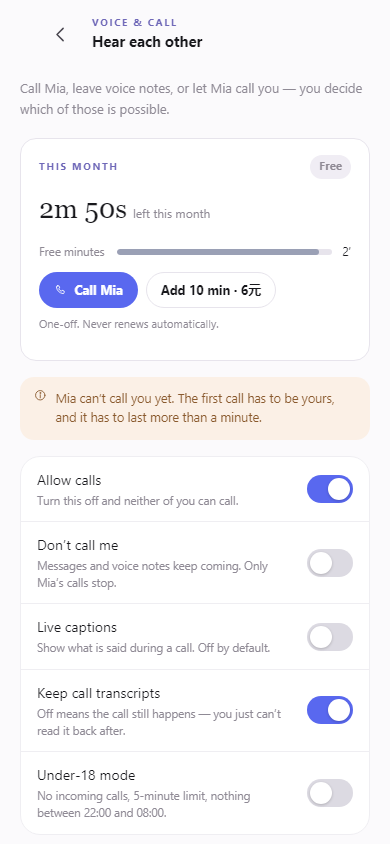 VOICE & CALL
Hear each other
Call Mia, leave voice notes, or let Mia call you — you decide
which of those is possible.
THIS MONTH
Free
2m 50s left this month
Free minutes
2′
Call Mia
Add 10 min · 6元
One-off. Never renews automatically.
Mia can't call you yet. The first call has to be yours,
and it has to last more than a minute.
Allow calls
Turn this off and neither of you can call.
Don't call me
Messages and voice notes keep coming. Only
Mia's calls stop.
Live captions
Show what is said during a call. Off by default.
Keep call transcripts
Off means the call still happens — you just can't
read it back after.
Under-18 mode
No incoming calls, 5-minute limit, nothing
between 22:00 and 08:00.